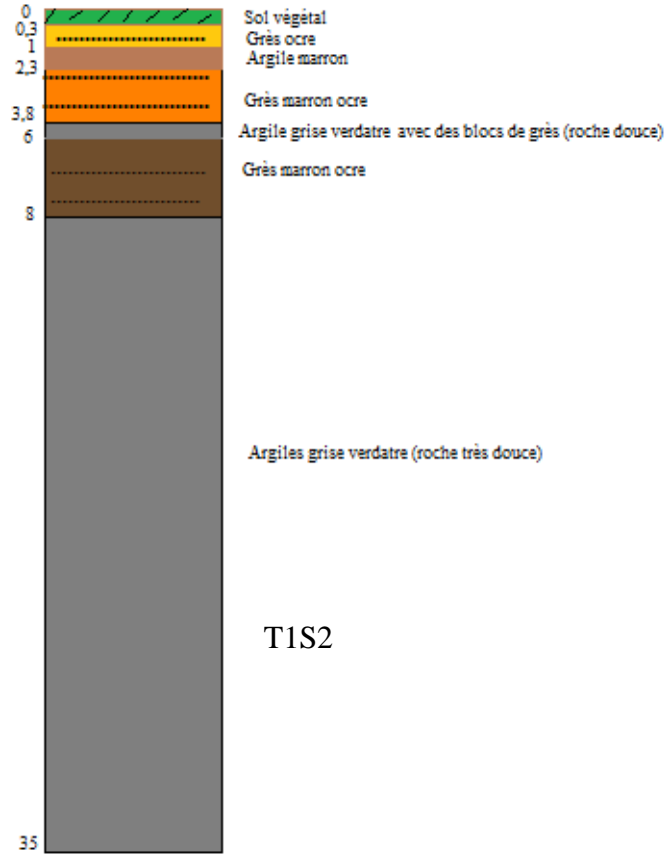 0 Sol végétal
0,3 Grès ocre
1
Argile marron
2,3
Grès marron ocre
3,8
Argile grise verdatre avec des blocs de grès (roche douce)
6
Grès marron ocre
8
Argiles grise verdatre (roche très douce)
T1S2
35